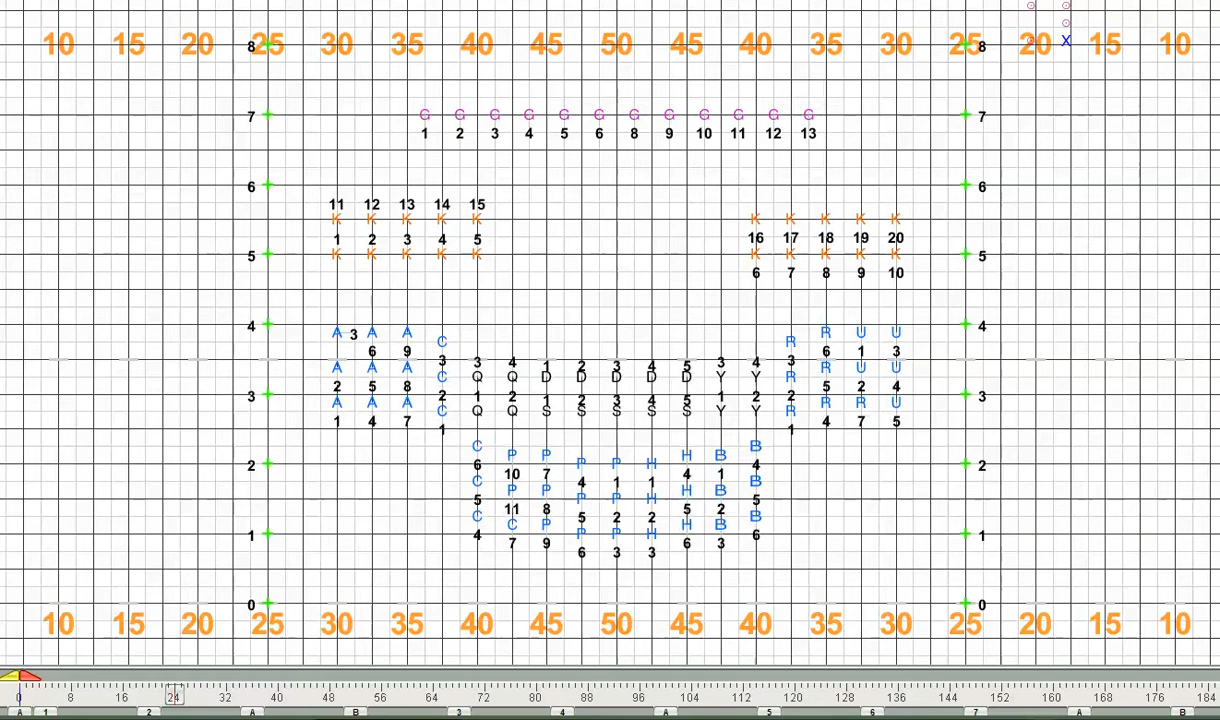 10 15 20 25 30 35 40 45 50 45 40 35 30 25 20 15 10
8 8
X
7 G G G G G G G G G G G G 7
1 2 3 4 5 6 8 9 10 11 12 13
6 6
11 12 13 14 15
K K K K K K K K K K
1 2 3 4 5 16 17 18 19 20
5 K K K K K K K K K K 5
6 7 8 9 10
4 4
A 3 A A R U U
C R
6 9 6 1 3
3 3 4 1 2 3 4 5 3 4 3
A A A R U U
C Q Q D D D D D Y Y R
2 5 8 5 2 4
3 2 1 2 1 2 3 4 5 1 2 2 3
A A A R R U
C Q Q S S S S S Y Y R
1 4 7 4 7 5
1 1
C B
P P H B
2 6 P P H 4 2
10 7 4 1
C 4 1 1 B
P P H B
5 P P H 5
11 8 5 2
C 5 2 2 B
C P H B
1 4 P P H 6 1
7 9 6 3
6 3 3
0 0
10 15 20 25 30 35 40 45 50 45 40 35 30 25 20 15 10
0 8 16 24 32 40 48 56 64 72 80 88 96 104 112 120 128 136 144 152 160 168 176 184
A 1 2 A B 3 4 A 5 6 7 A B